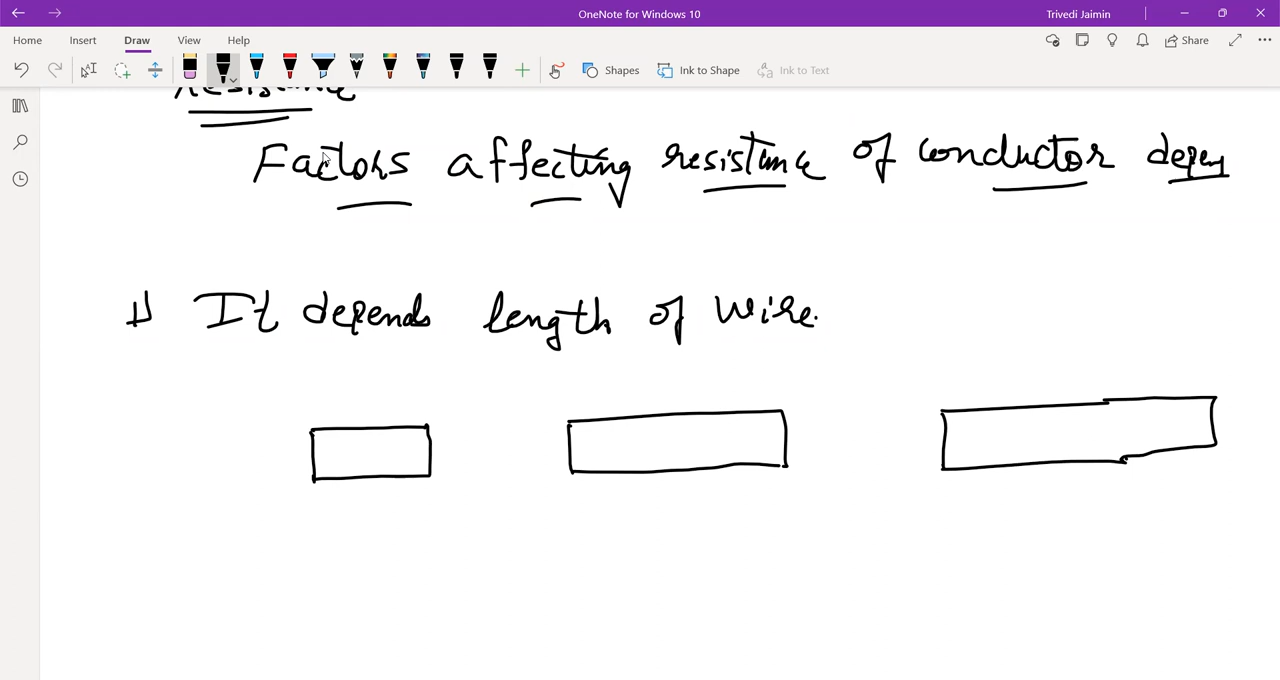 OneNote for Windows 10
Trivedi Jaimin
Home Insert Draw View Help
Share
Shapes Ink to Shape Ink to Text
Resistance
Factors affecting resistance of conductor depen
1) It depends length of wire.